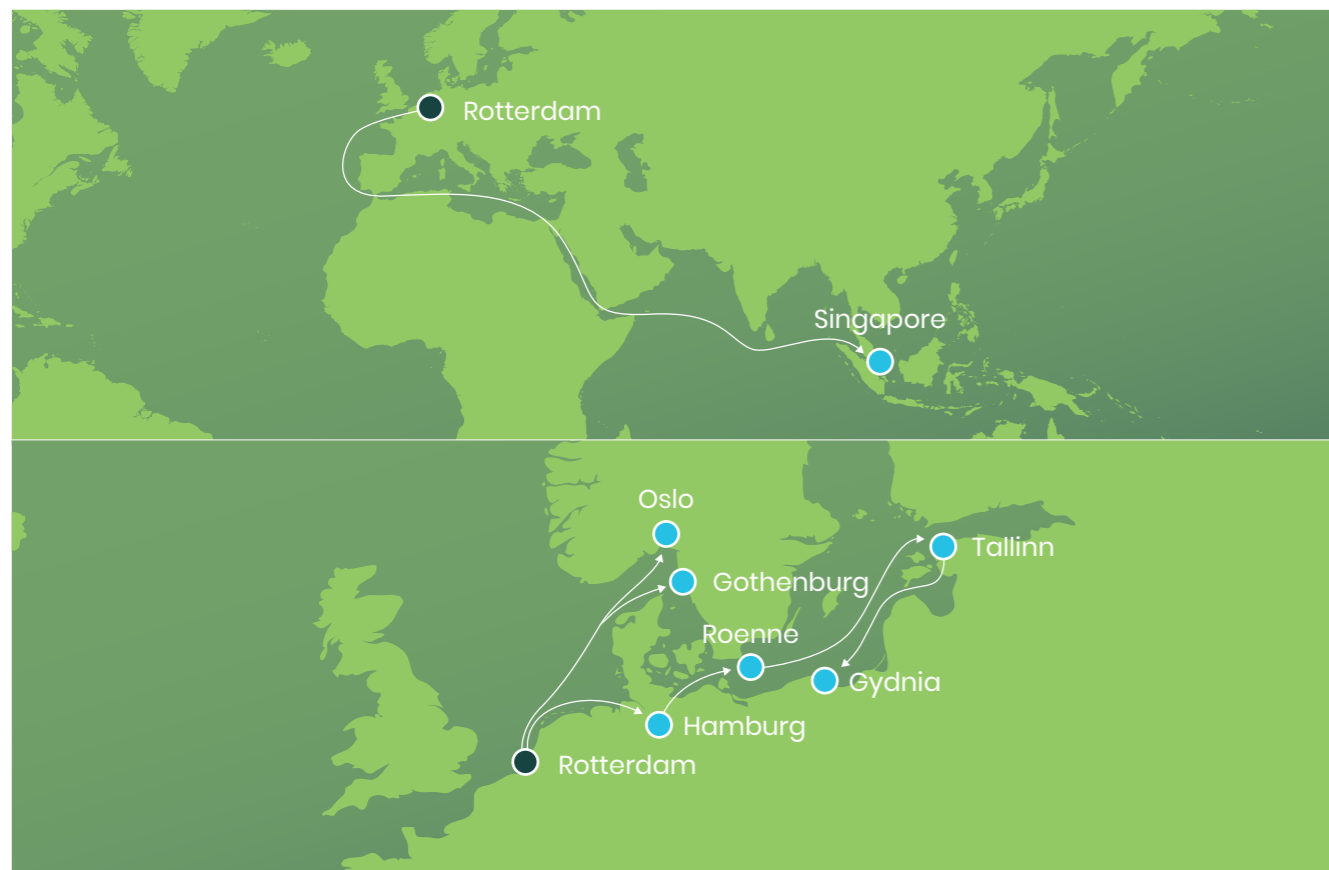 Rotterdam
Singapore
Oslo
Tallinn
Gothenburg
Roenne
Gydnia
Hamburg
Rotterdam